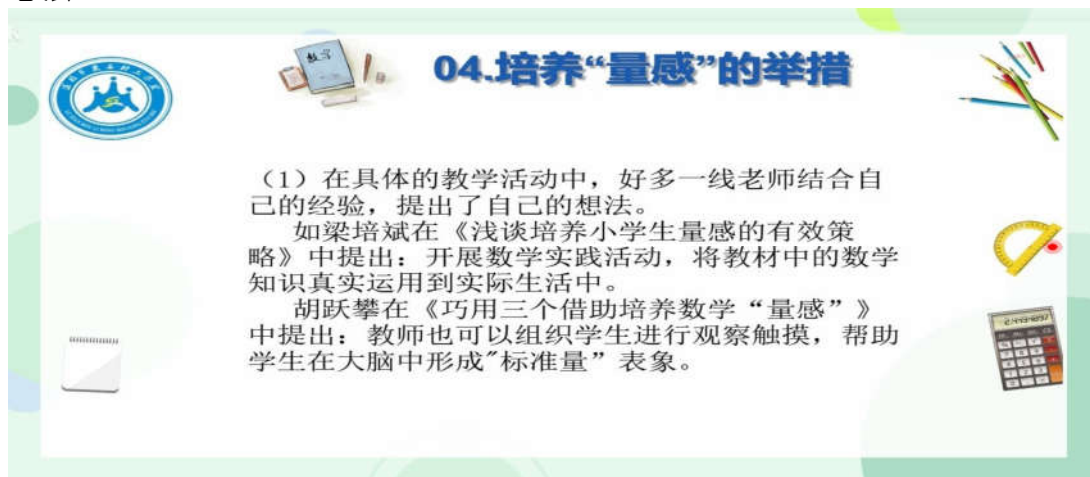 数学
04.培养“量感”的举措
（1）在具体的教学活动中，好多一线老师结合自
己的经验，提出了自己的想法。
如梁培斌在《浅谈培养小学生量感的有效策
略》中提出：开展数学实践活动，将教材中的数学
知识真实运用到实际生活中。
胡跃攀在《巧用三个借助培养数学“量感”》
中提出：教师也可以组织学生进行观察触摸，帮助
学生在大脑中形成"标准量”表象。